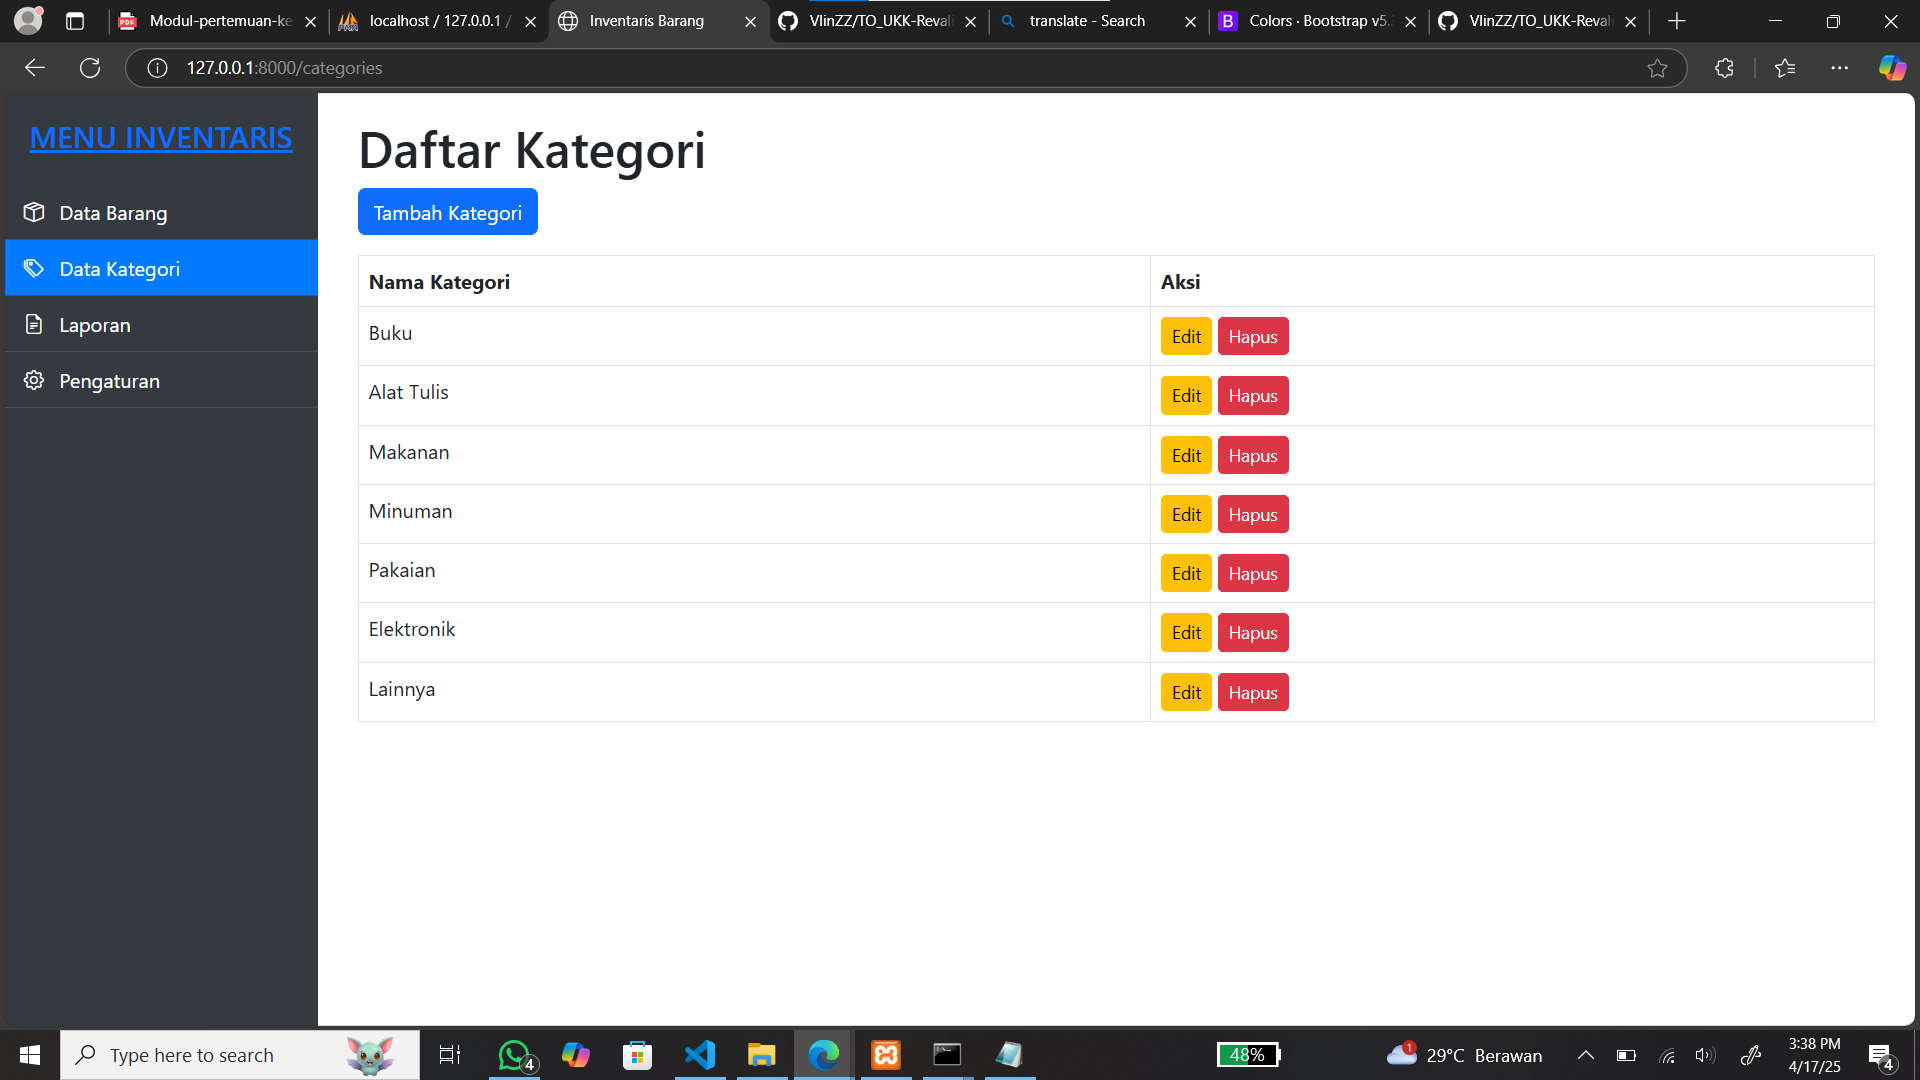 Modul-pertemuan-ke
localhost / 127.0.0.1 /
Inventaris Barang
VlinZZ/TO_UKK-Revali
translate - Search
Colors · Bootstrap v5.3
VlinZZ/TO_UKK-Revali
127.0.0.1:8000/categories
MENU INVENTARIS
Data Barang
Data Kategori
Laporan
Pengaturan
Daftar Kategori
Tambah Kategori
Nama Kategori Aksi
Buku Edit Hapus
Alat Tulis Edit Hapus
Makanan Edit Hapus
Minuman Edit Hapus
Pakaian Edit Hapus
Elektronik Edit Hapus
Lainnya Edit Hapus
Type here to search
4
48%
1
29°C Berawan
3:38 PM
4/17/25
4